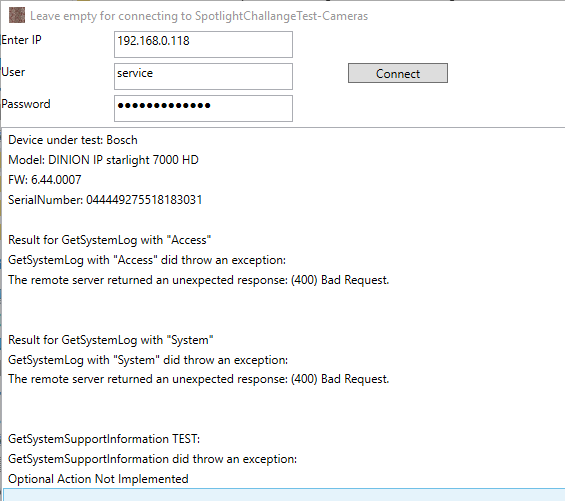 Leave empty for connecting to SpotlightChallangeTest-Cameras
Enter IP 192.168.0.118
User service Connect
Password ●●●●●●●●●●●●●
Device under test: Bosch
Model: DINION IP starlight 7000 HD
FW: 6.44.0007
SerialNumber: 044449275518183031
Result for GetSystemLog with "Access"
GetSystemLog with "Access" did throw an exception:
The remote server returned an unexpected response: (400) Bad Request.
Result for GetSystemLog with "System"
GetSystemLog with "System" did throw an exception:
The remote server returned an unexpected response: (400) Bad Request.
GetSystemSupportInformation TEST:
GetSystemSupportInformation did throw an exception:
Optional Action Not Implemented